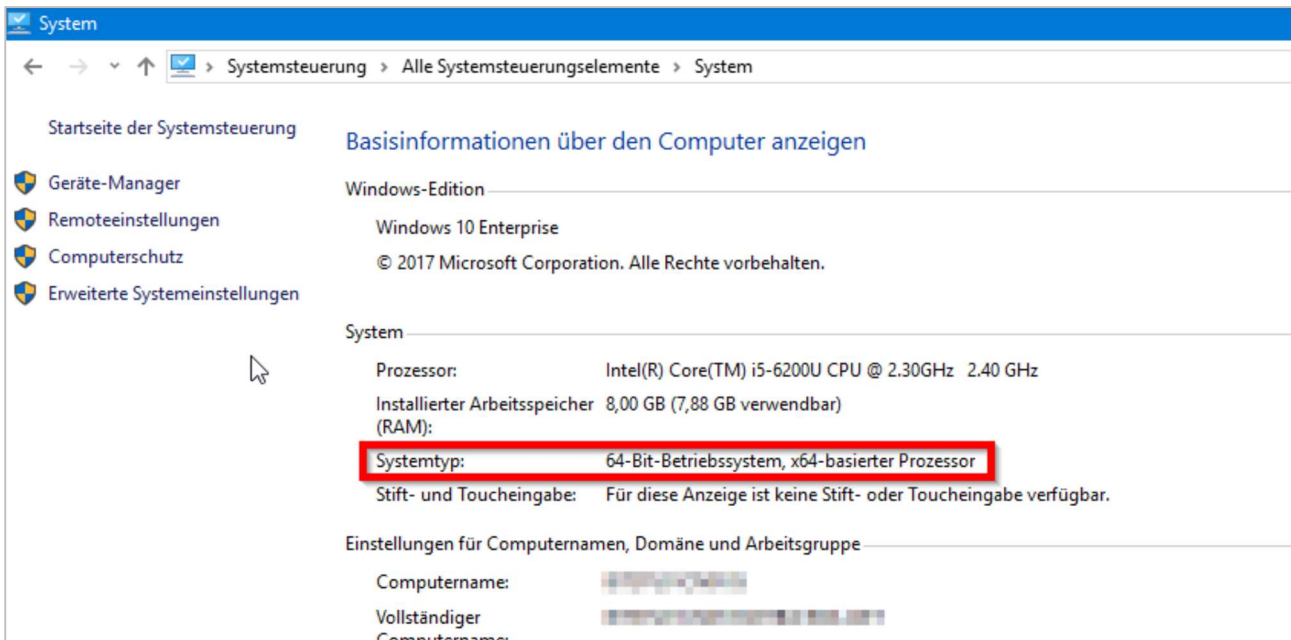 System
Systemsteuerung > Alle Systemsteuerungselemente > System
Startseite der Systemsteuerung
Geräte-Manager
Remoteeinstellungen
Computerschutz
Erweiterte Systemeinstellungen
Basisinformationen über den Computer anzeigen
Windows-Edition
Windows 10 Enterprise
© 2017 Microsoft Corporation. Alle Rechte vorbehalten.
System
Prozessor: Intel(R) Core(TM) i5-6200U CPU @ 2.30GHz 2.40 GHz
Installierter Arbeitsspeicher 8,00 GB (7,88 GB verwendbar)
(RAM):
Systemtyp: 64-Bit-Betriebssystem, x64-basierter Prozessor
Stift- und Toucheingabe: Für diese Anzeige ist keine Stift- oder Toucheingabe verfügbar.
Einstellungen für Computernamen, Domäne und Arbeitsgruppe
Computername:
Vollständiger
Computername: